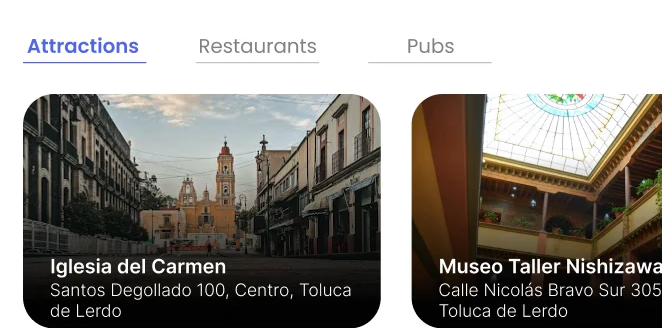 Attractions Restaurants Pubs
Iglesia del Carmen
Santos Degollado 100, Centro, Toluca
de Lerdo
Museo Taller Nishizawa
Calle Nicolás Bravo Sur 305
Toluca de Lerdo